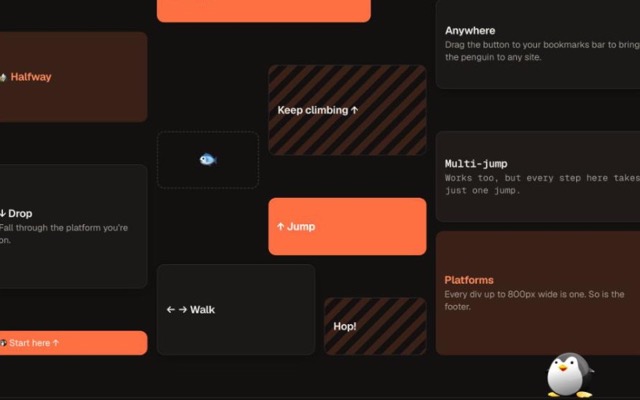 Halfway
↓ Drop
Fall through the platform you're
on.
Start here ↑
Keep climbing ↑
↑ Jump
← → Walk
Hop!
Anywhere
Drag the button to your bookmarks bar to bring
the penguin to any site.
Multi-jump
Works too, but every step here takes
just one jump.
Platforms
Every div up to 800px wide is one. So is the
footer.